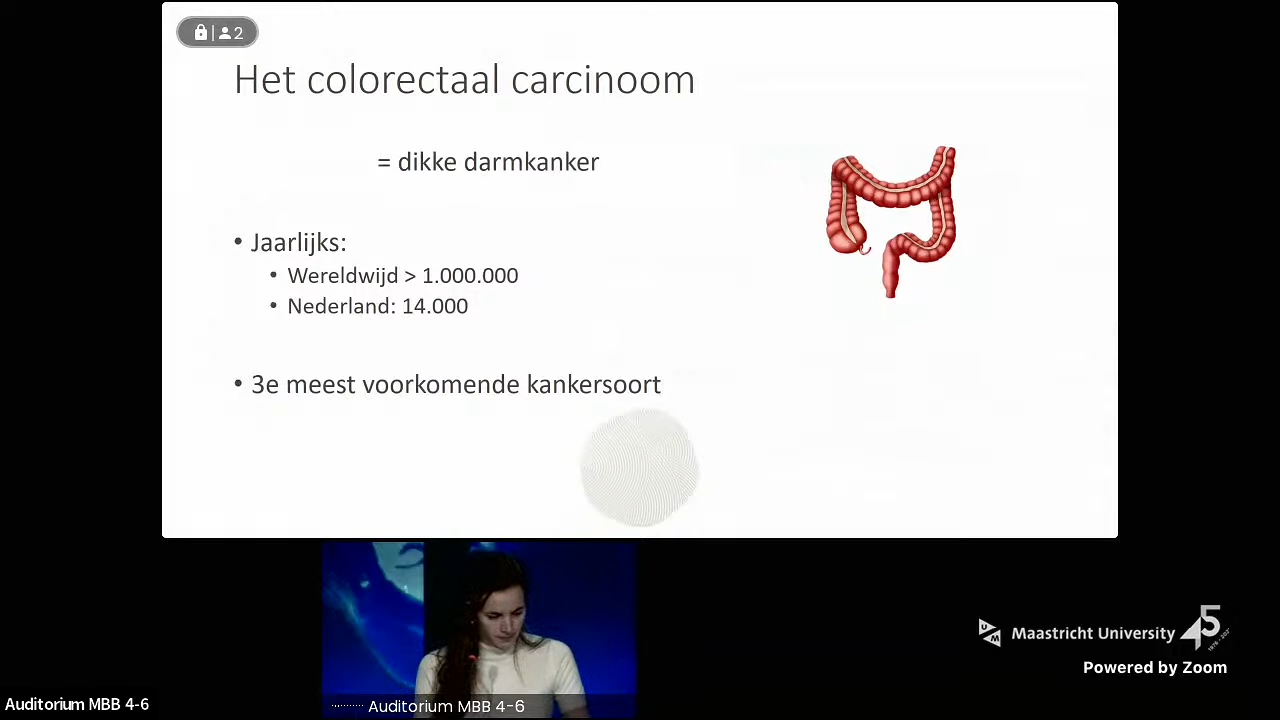 2
Het colorectaal carcinoom
= dikke darmkanker
• Jaarlijks:
• Wereldwijd > 1.000.000
• Nederland: 14.000
• 3e meest voorkomende kankersoort
Maastricht University
Powered by Zoom
Auditorium MBB 4-6
Auditorium MBB 4-6